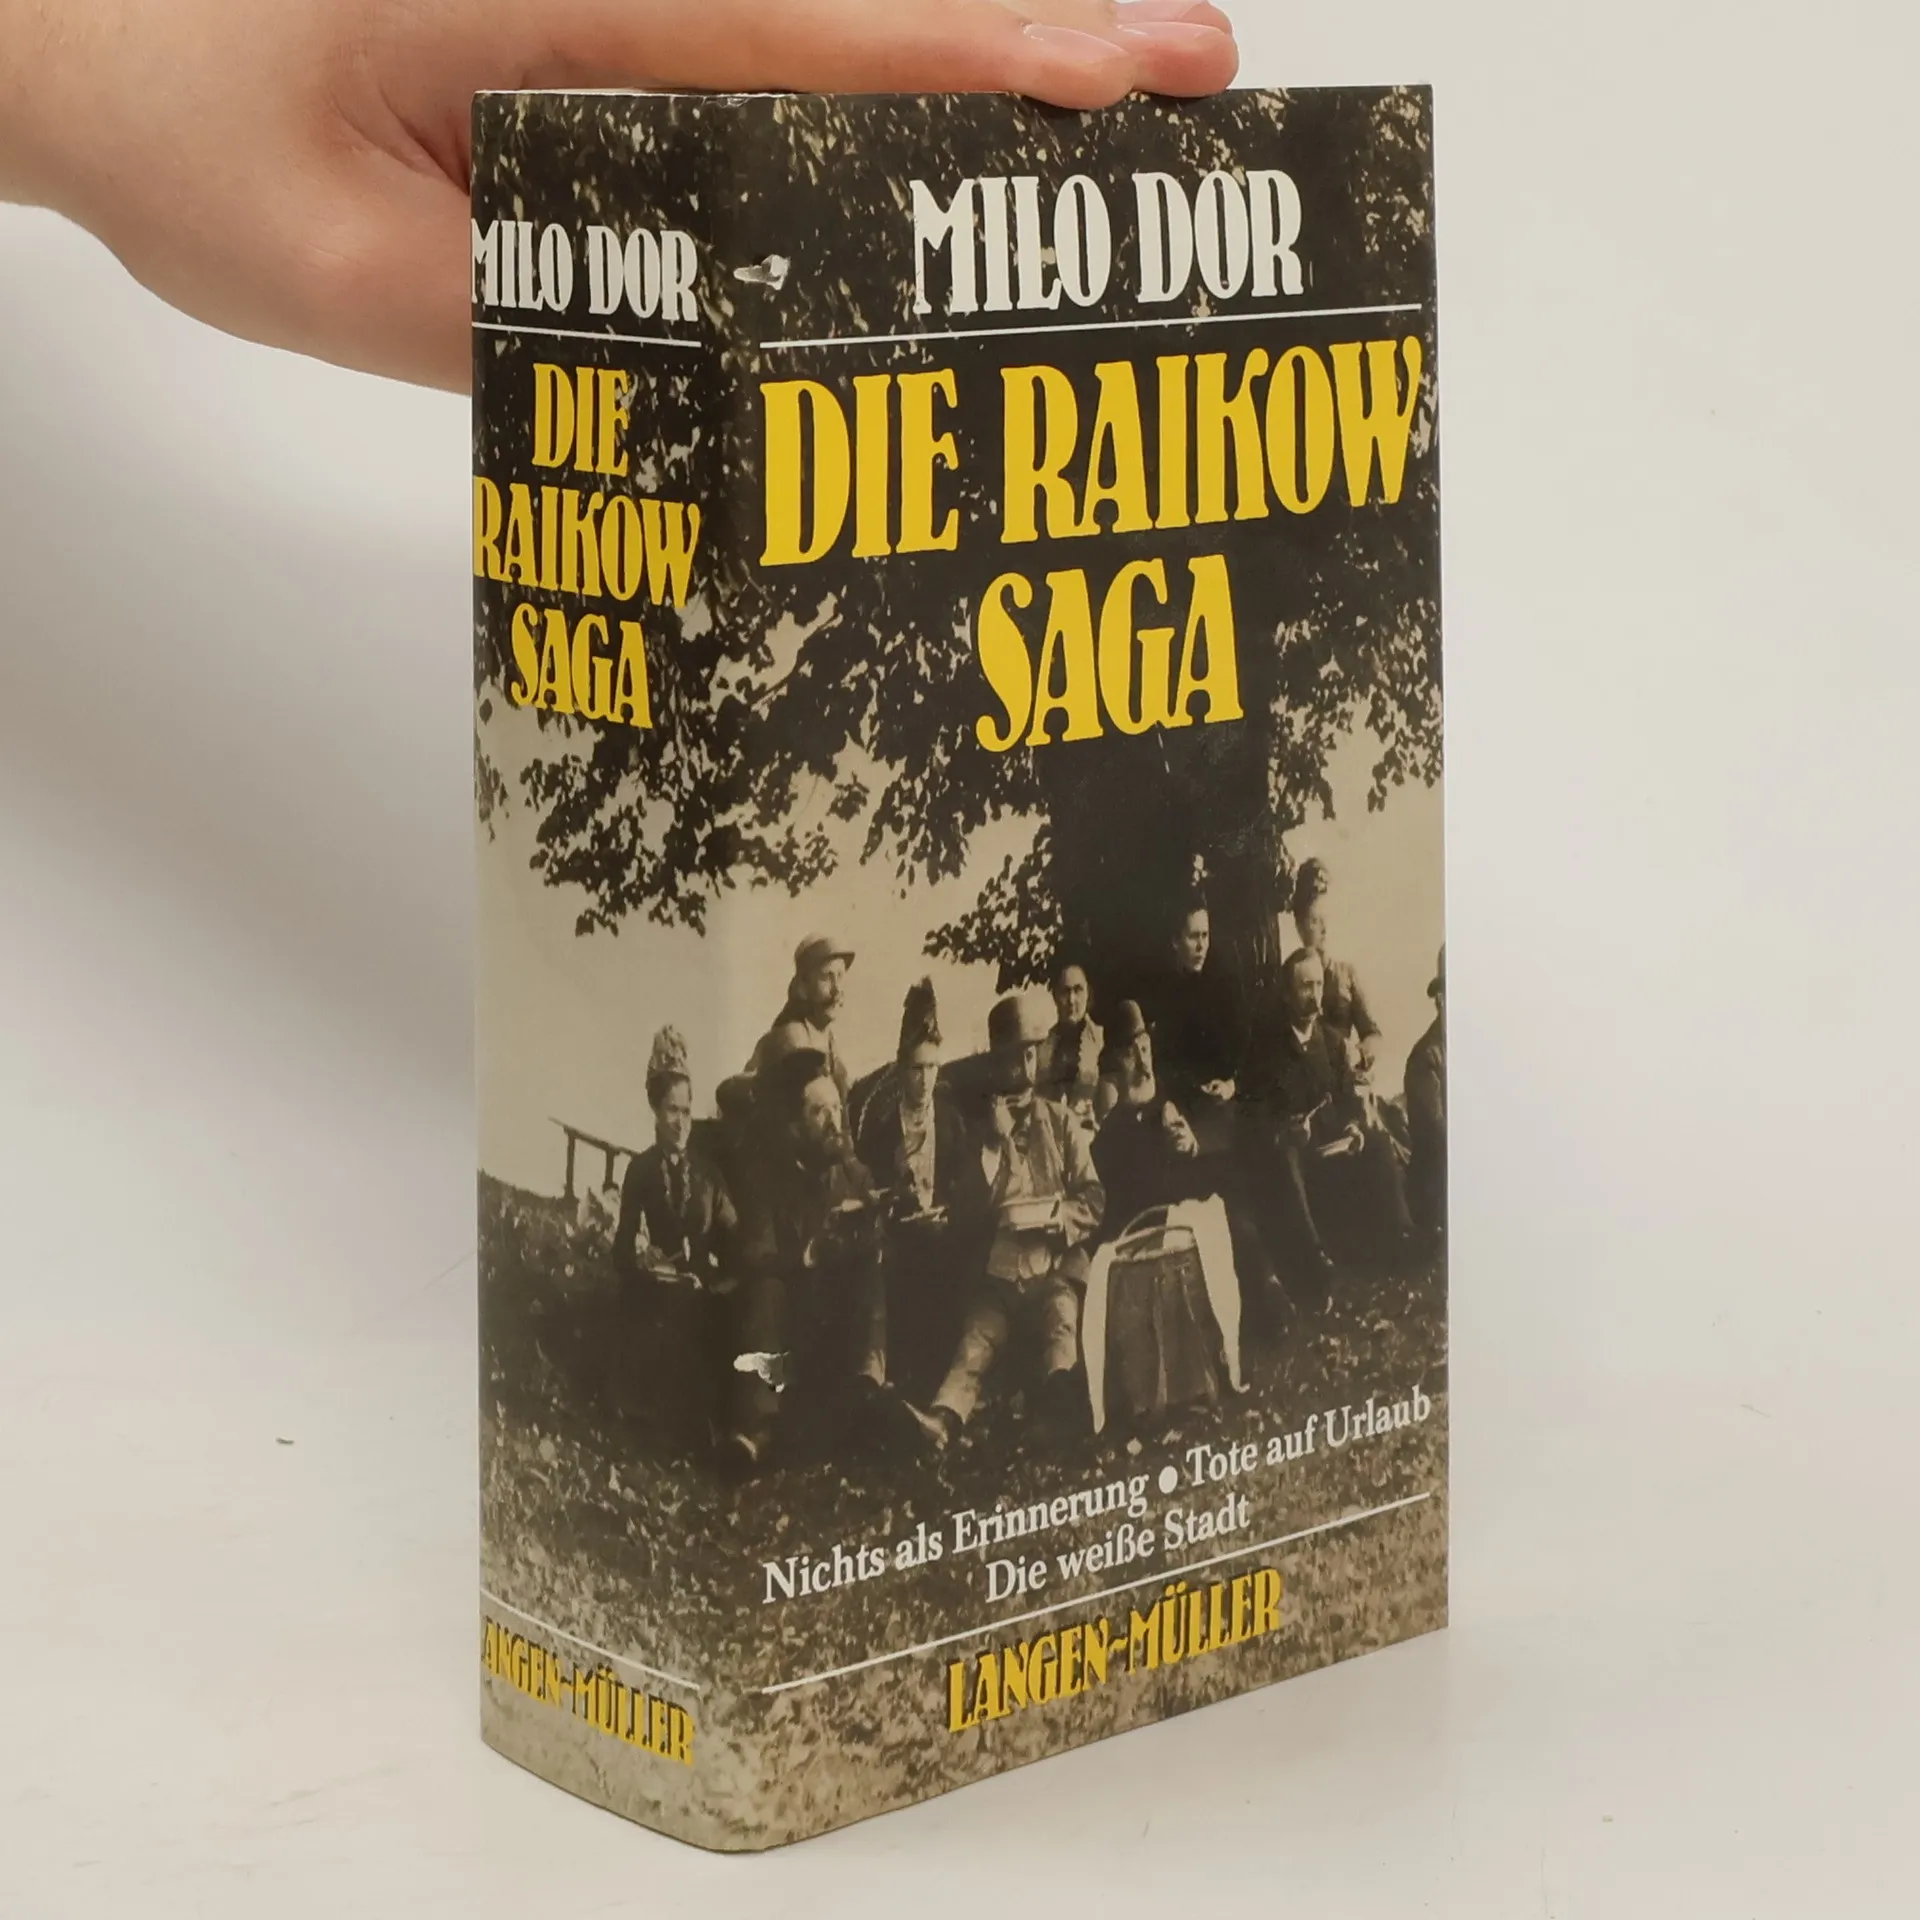 MILO DOR
DIE
RAIKOW
SAGA
ANGEN-MÜLLER
MILO DOR
DIE RAIKOW
SAGA
Nichts als Erinnerung ● Tote auf Urlaub
Die weiße Stadt
LANGEN-MÜLLER